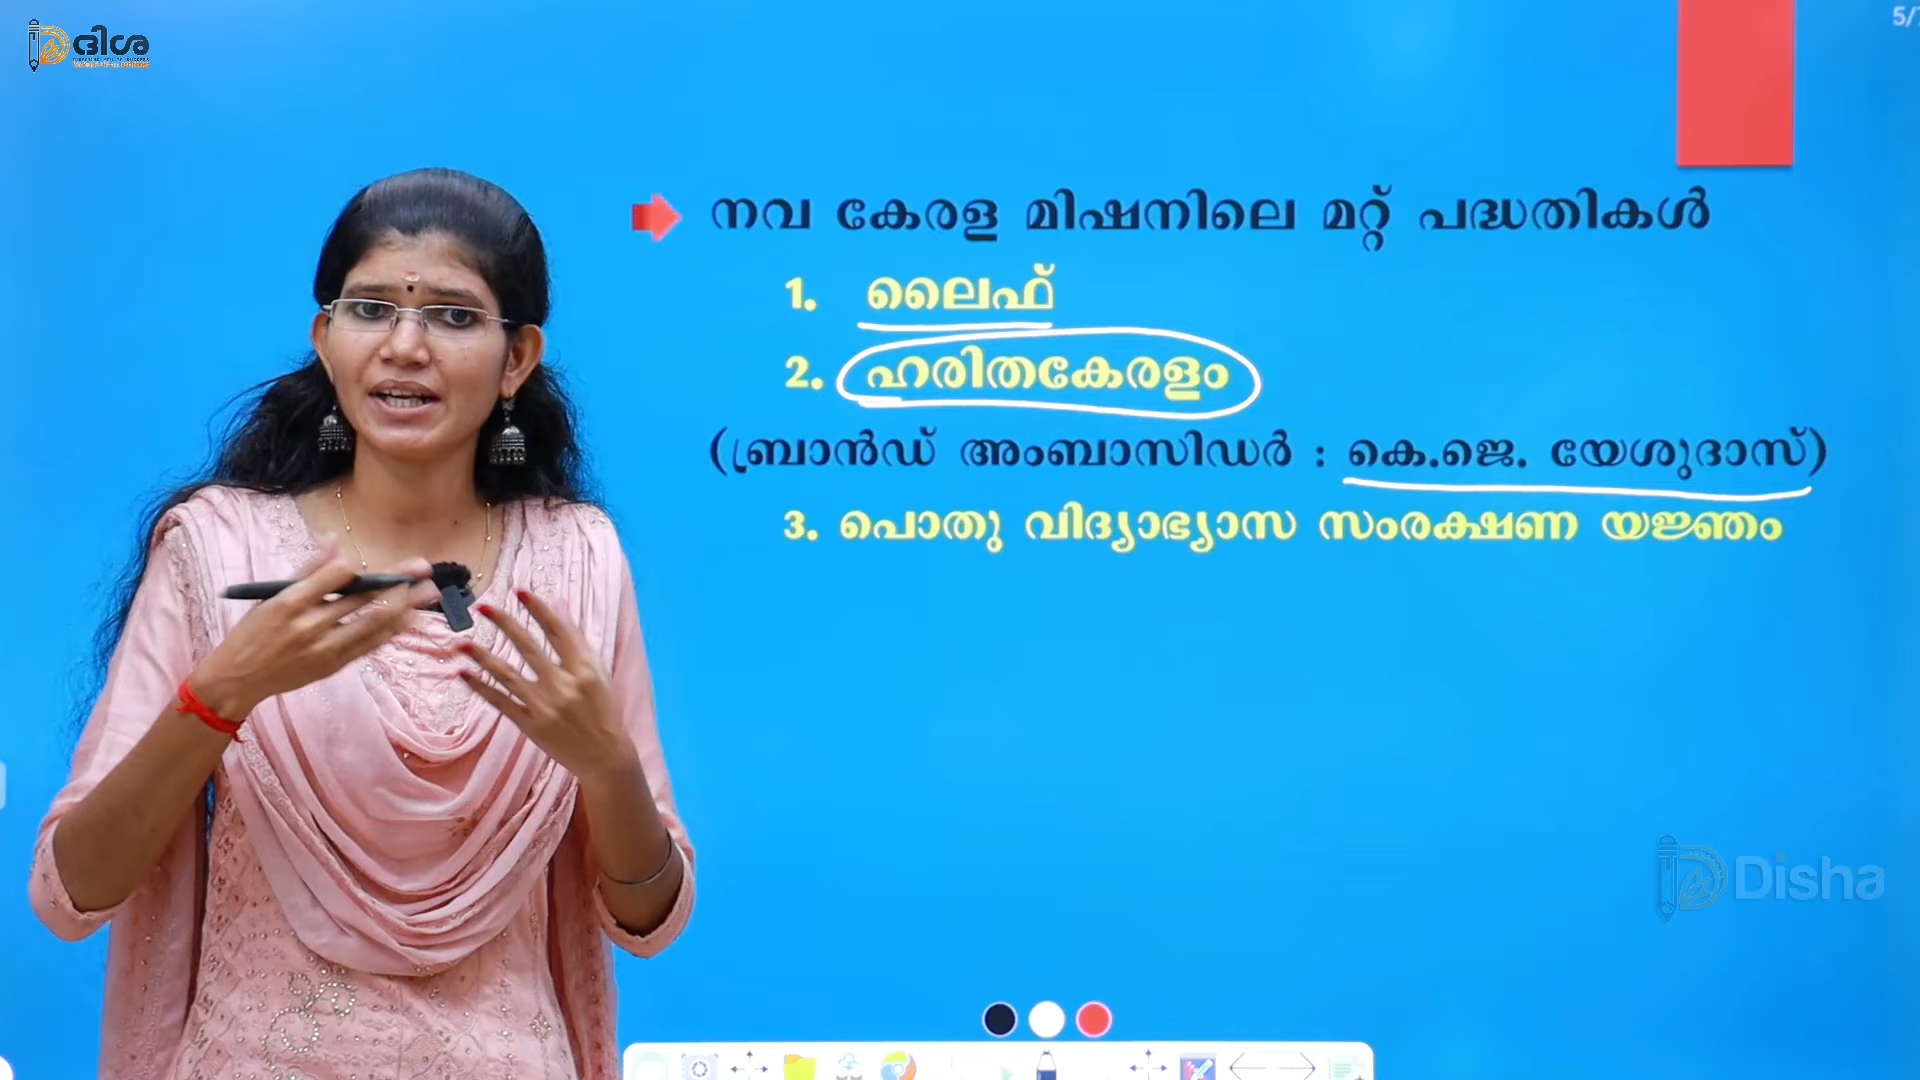 ദിശ
5/
നവ കേരള മിഷനിലെ മറ്റ് പദ്ധതികൾ
1. ലൈഫ്
2. ഹരിതകേരളം
(ബ്രാൻഡ് അംബാസിഡർ : കെ.ജെ. യേശുദാസ്)
3. പൊതു വിദ്യാഭ്യാസ സംരക്ഷണ യജ്ഞം
Disha